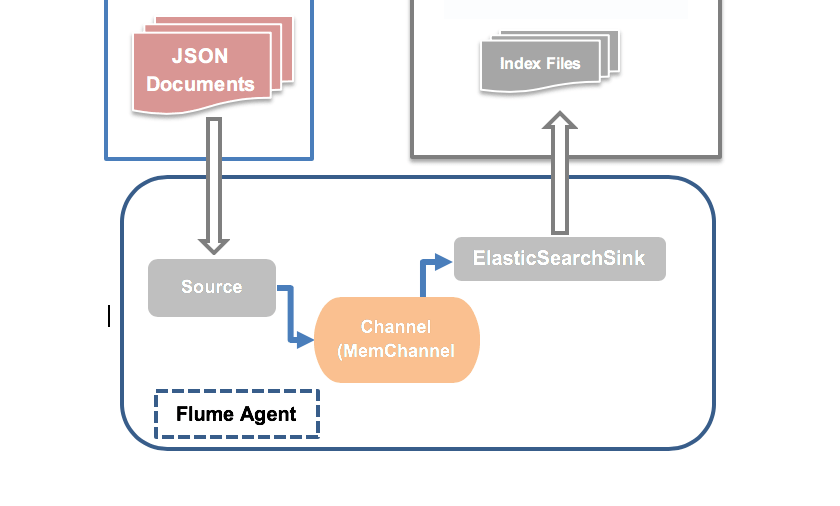 JSON
Documents
Index Files
Source
ElasticSearchSink
Channel
(MemChannel
Flume Agent